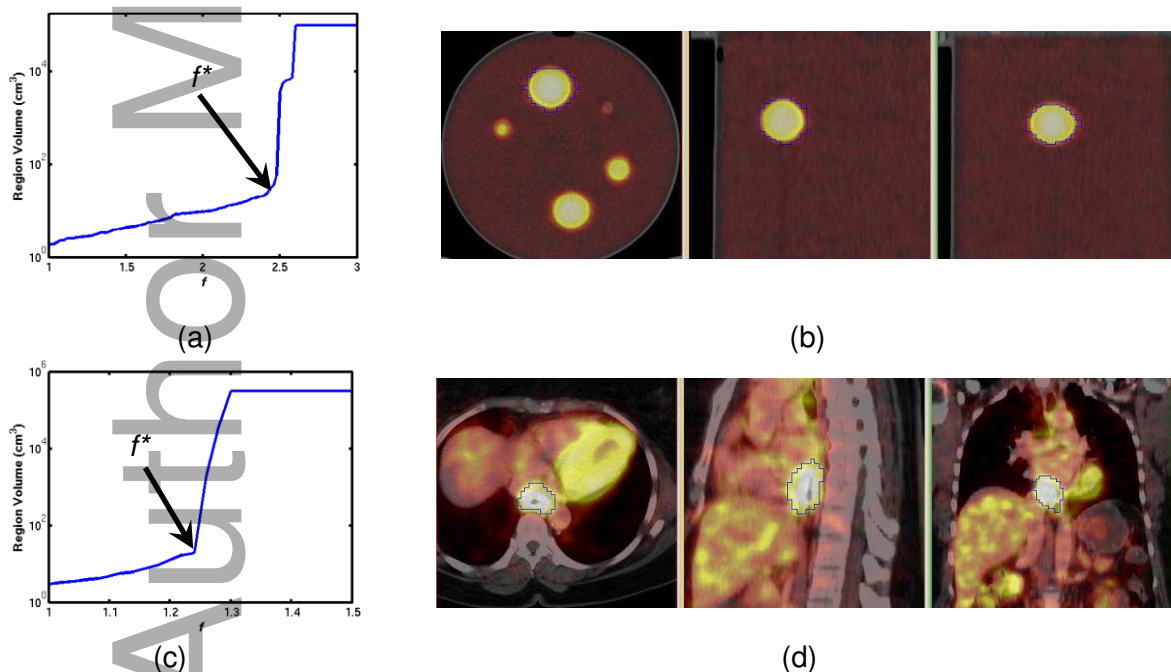 Region Volume (cm³)
10⁴
10²
10⁰
f*
1 1.5 2 2.5 3
f
(a)
(b)
Region Volume (cm³)
10⁶
10⁴
10²
10⁰
f*
1 1.1 1.2 1.3 1.4 1.5
f
(c)
(d)
Author M